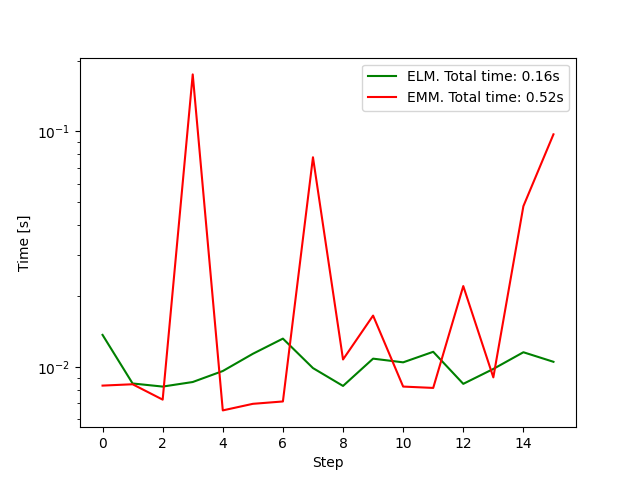 ELM. Total time: 0.16s
EMM. Total time: 0.52s
10⁻¹
10⁻²
Time [s]
0 2 4 6 8 10 12 14
Step